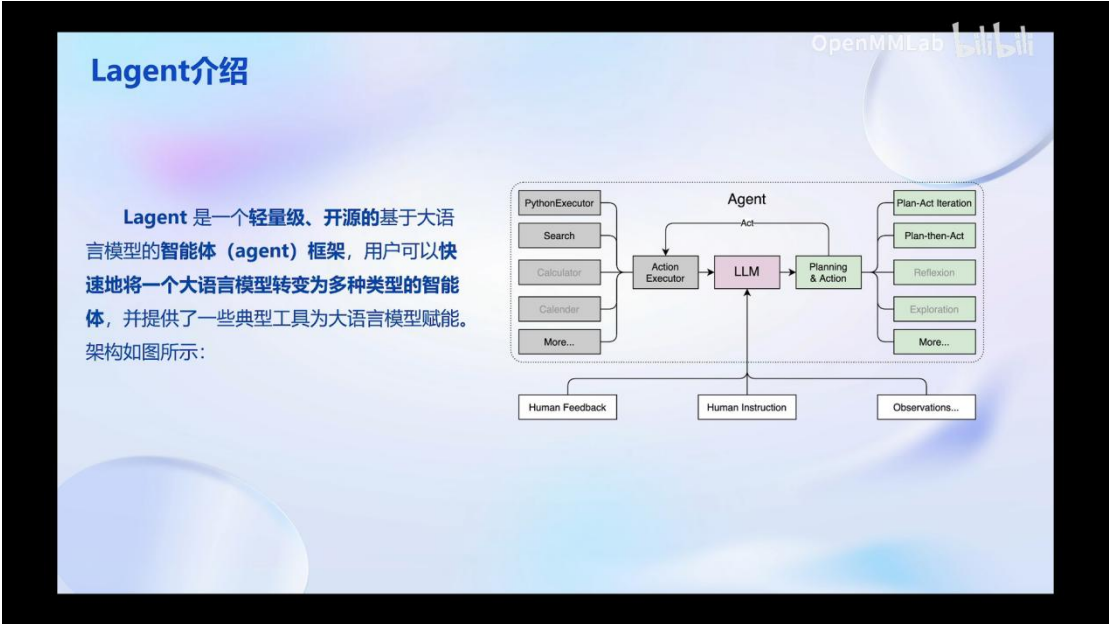 OpenMMLab bilibili
Lagent介绍
Lagent 是一个轻量级、开源的基于大语
言模型的智能体（agent）框架，用户可以快
速地将一个大语言模型转变为多种类型的智能
体，并提供了一些典型工具为大语言模型赋能。
架构如图所示：
Agent
PythonExecutor
Search
Calculator
Calender
More...
Act
Action
Executor
LLM
Planning
& Action
Plan-Act Iteration
Plan-then-Act
Reflexion
Exploration
More...
Human Feedback
Human Instruction
Observations...